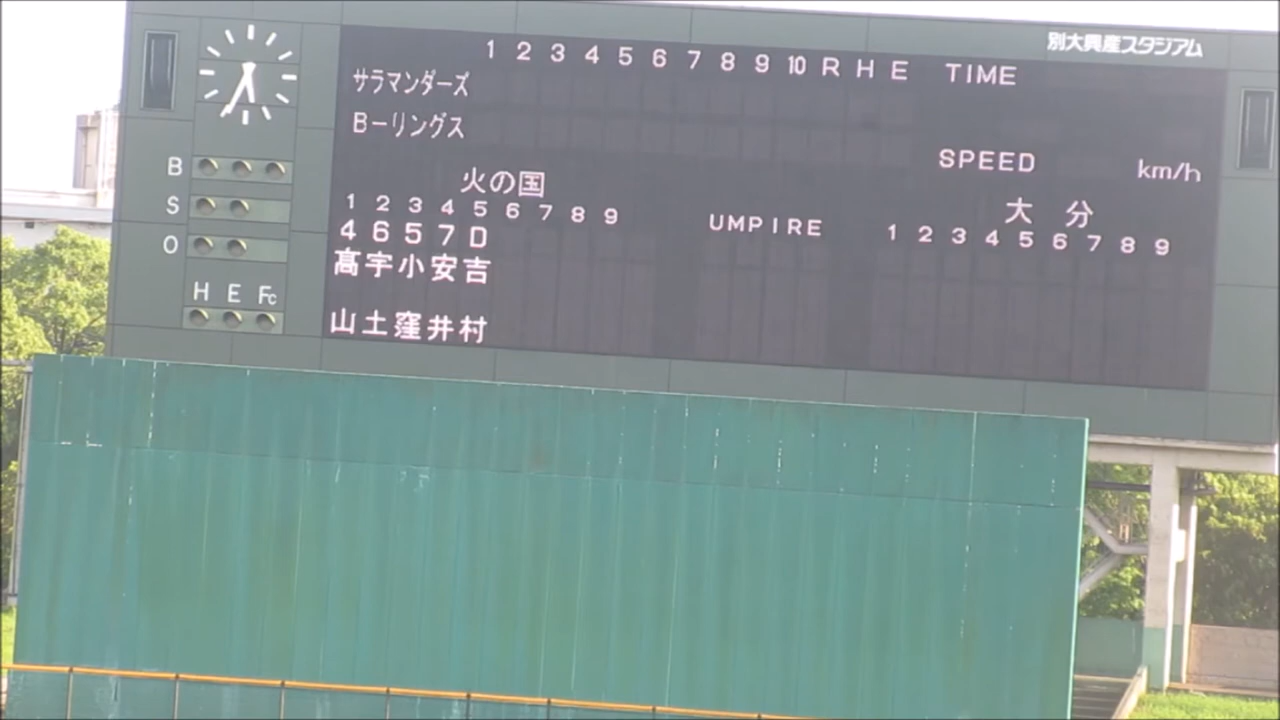 別大興産スタジアム
1 2 3 4 5 6 7 8 9 10 R H E TIME
サラマンダーズ
B－リングス
SPEED km/h
B
S
O
H E Fc
火の国
1 2 3 4 5 6 7 8 9
4 6 5 7 D
髙宇小安吉
山土窪井村
UMPIRE
大 分
1 2 3 4 5 6 7 8 9